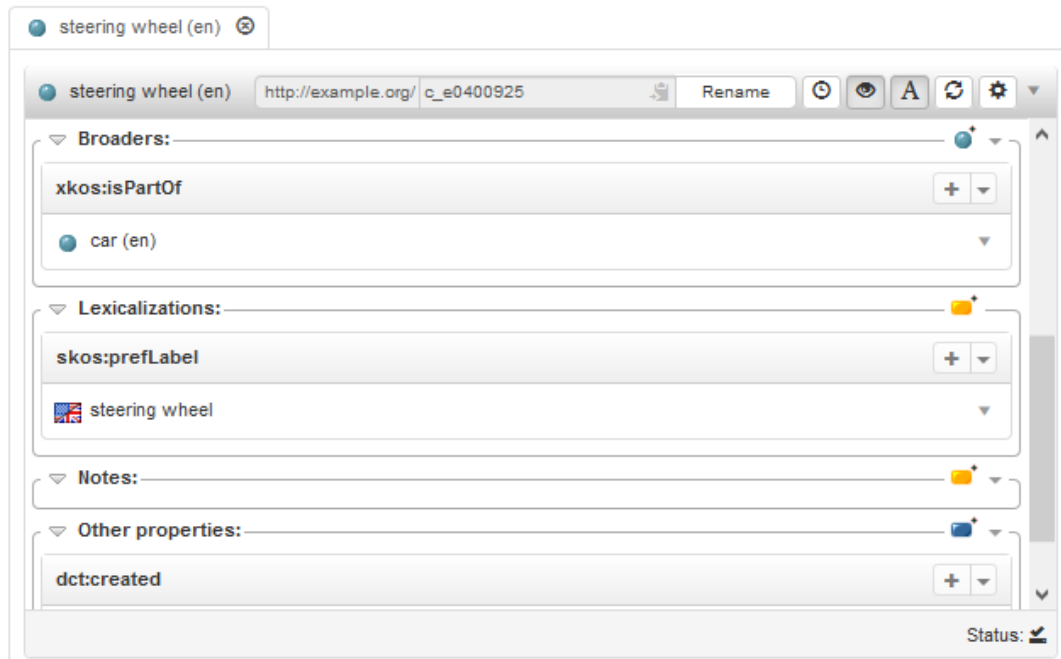 steering wheel (en)
steering wheel (en) http://example.org/ c_e0400925 Rename A
Broaders:
xkos:isPartOf
car (en)
Lexicalizations:
skos:prefLabel
steering wheel
Notes:
Other properties:
dct:created
Status: